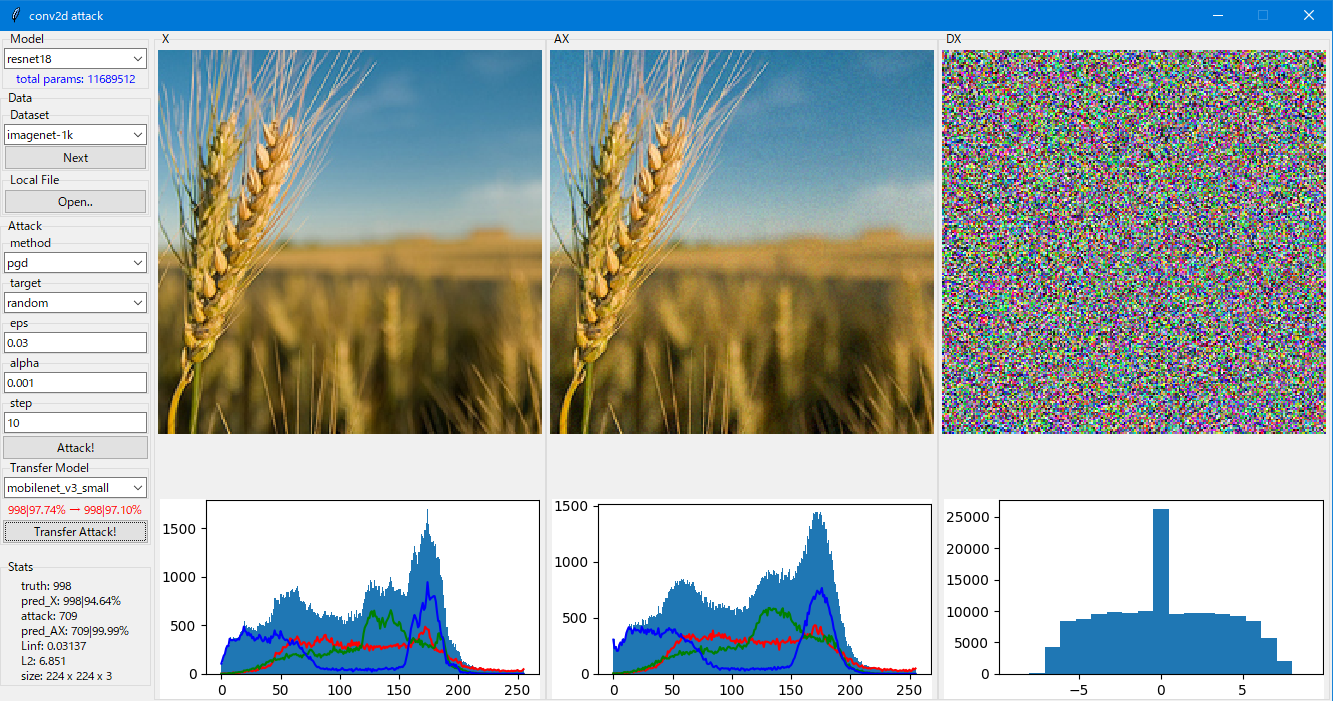 conv2d attack
Model
resnet18
total params: 11689512
Data
Dataset
imagenet-1k
Next
Local File
Open..
Attack
method
pgd
target
random
eps
0.03
alpha
0.001
step
10
Attack!
Transfer Model
mobilenet_v3_small
998|97.74% → 998|97.10%
Transfer Attack!
Stats
truth: 998
pred_X: 998|94.64%
attack: 709
pred_AX: 709|99.99%
Linf: 0.03137
L2: 6.851
size: 224 x 224 x 3
X
1500
1000
500
0
0 50 100 150 200 250
AX
1500
1000
500
0
0 50 100 150 200 250
DX
25000
20000
15000
10000
5000
0
−5 0 5